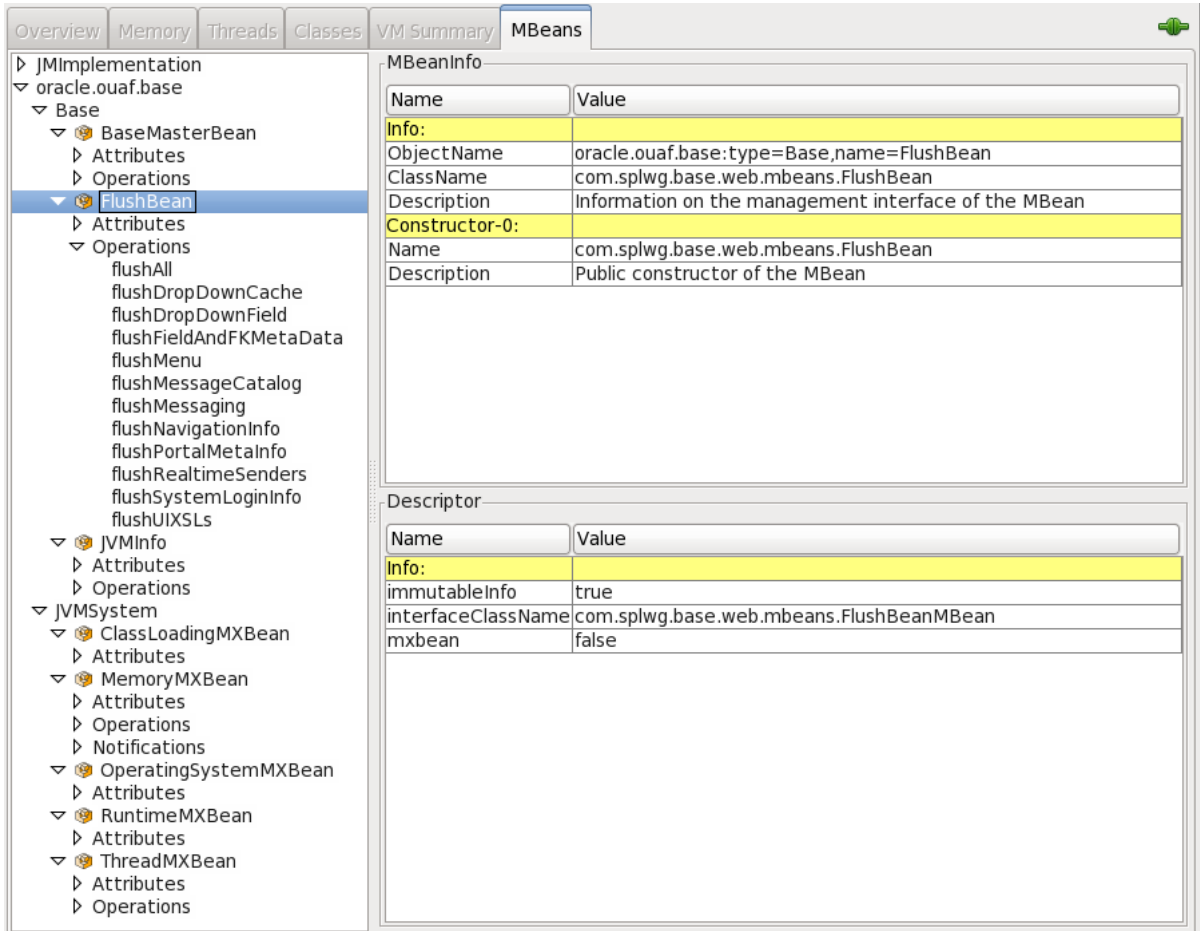 Overview Memory Threads Classes VM Summary MBeans
JMImplementation
oracle.ouaf.base
Base
BaseMasterBean
Attributes
Operations
FlushBean
Attributes
Operations
flushAll
flushDropDownCache
flushDropDownField
flushFieldAndFKMetaData
flushMenu
flushMessageCatalog
flushMessaging
flushNavigationInfo
flushPortalMetaInfo
flushRealtimeSenders
flushSystemLoginInfo
flushUIXSLs
JVMInfo
Attributes
Operations
JVMSystem
ClassLoadingMXBean
Attributes
MemoryMXBean
Attributes
Operations
Notifications
OperatingSystemMXBean
Attributes
RuntimeMXBean
Attributes
ThreadMXBean
Attributes
Operations
MBeanInfo
Name Value
Info:
ObjectName oracle.ouaf.base:type=Base,name=FlushBean
ClassName com.splwg.base.web.mbeans.FlushBean
Description Information on the management interface of the MBean
Constructor-0:
Name com.splwg.base.web.mbeans.FlushBean
Description Public constructor of the MBean
Descriptor
Name Value
Info:
immutableInfo true
interfaceClassName com.splwg.base.web.mbeans.FlushBeanMBean
mxbean false